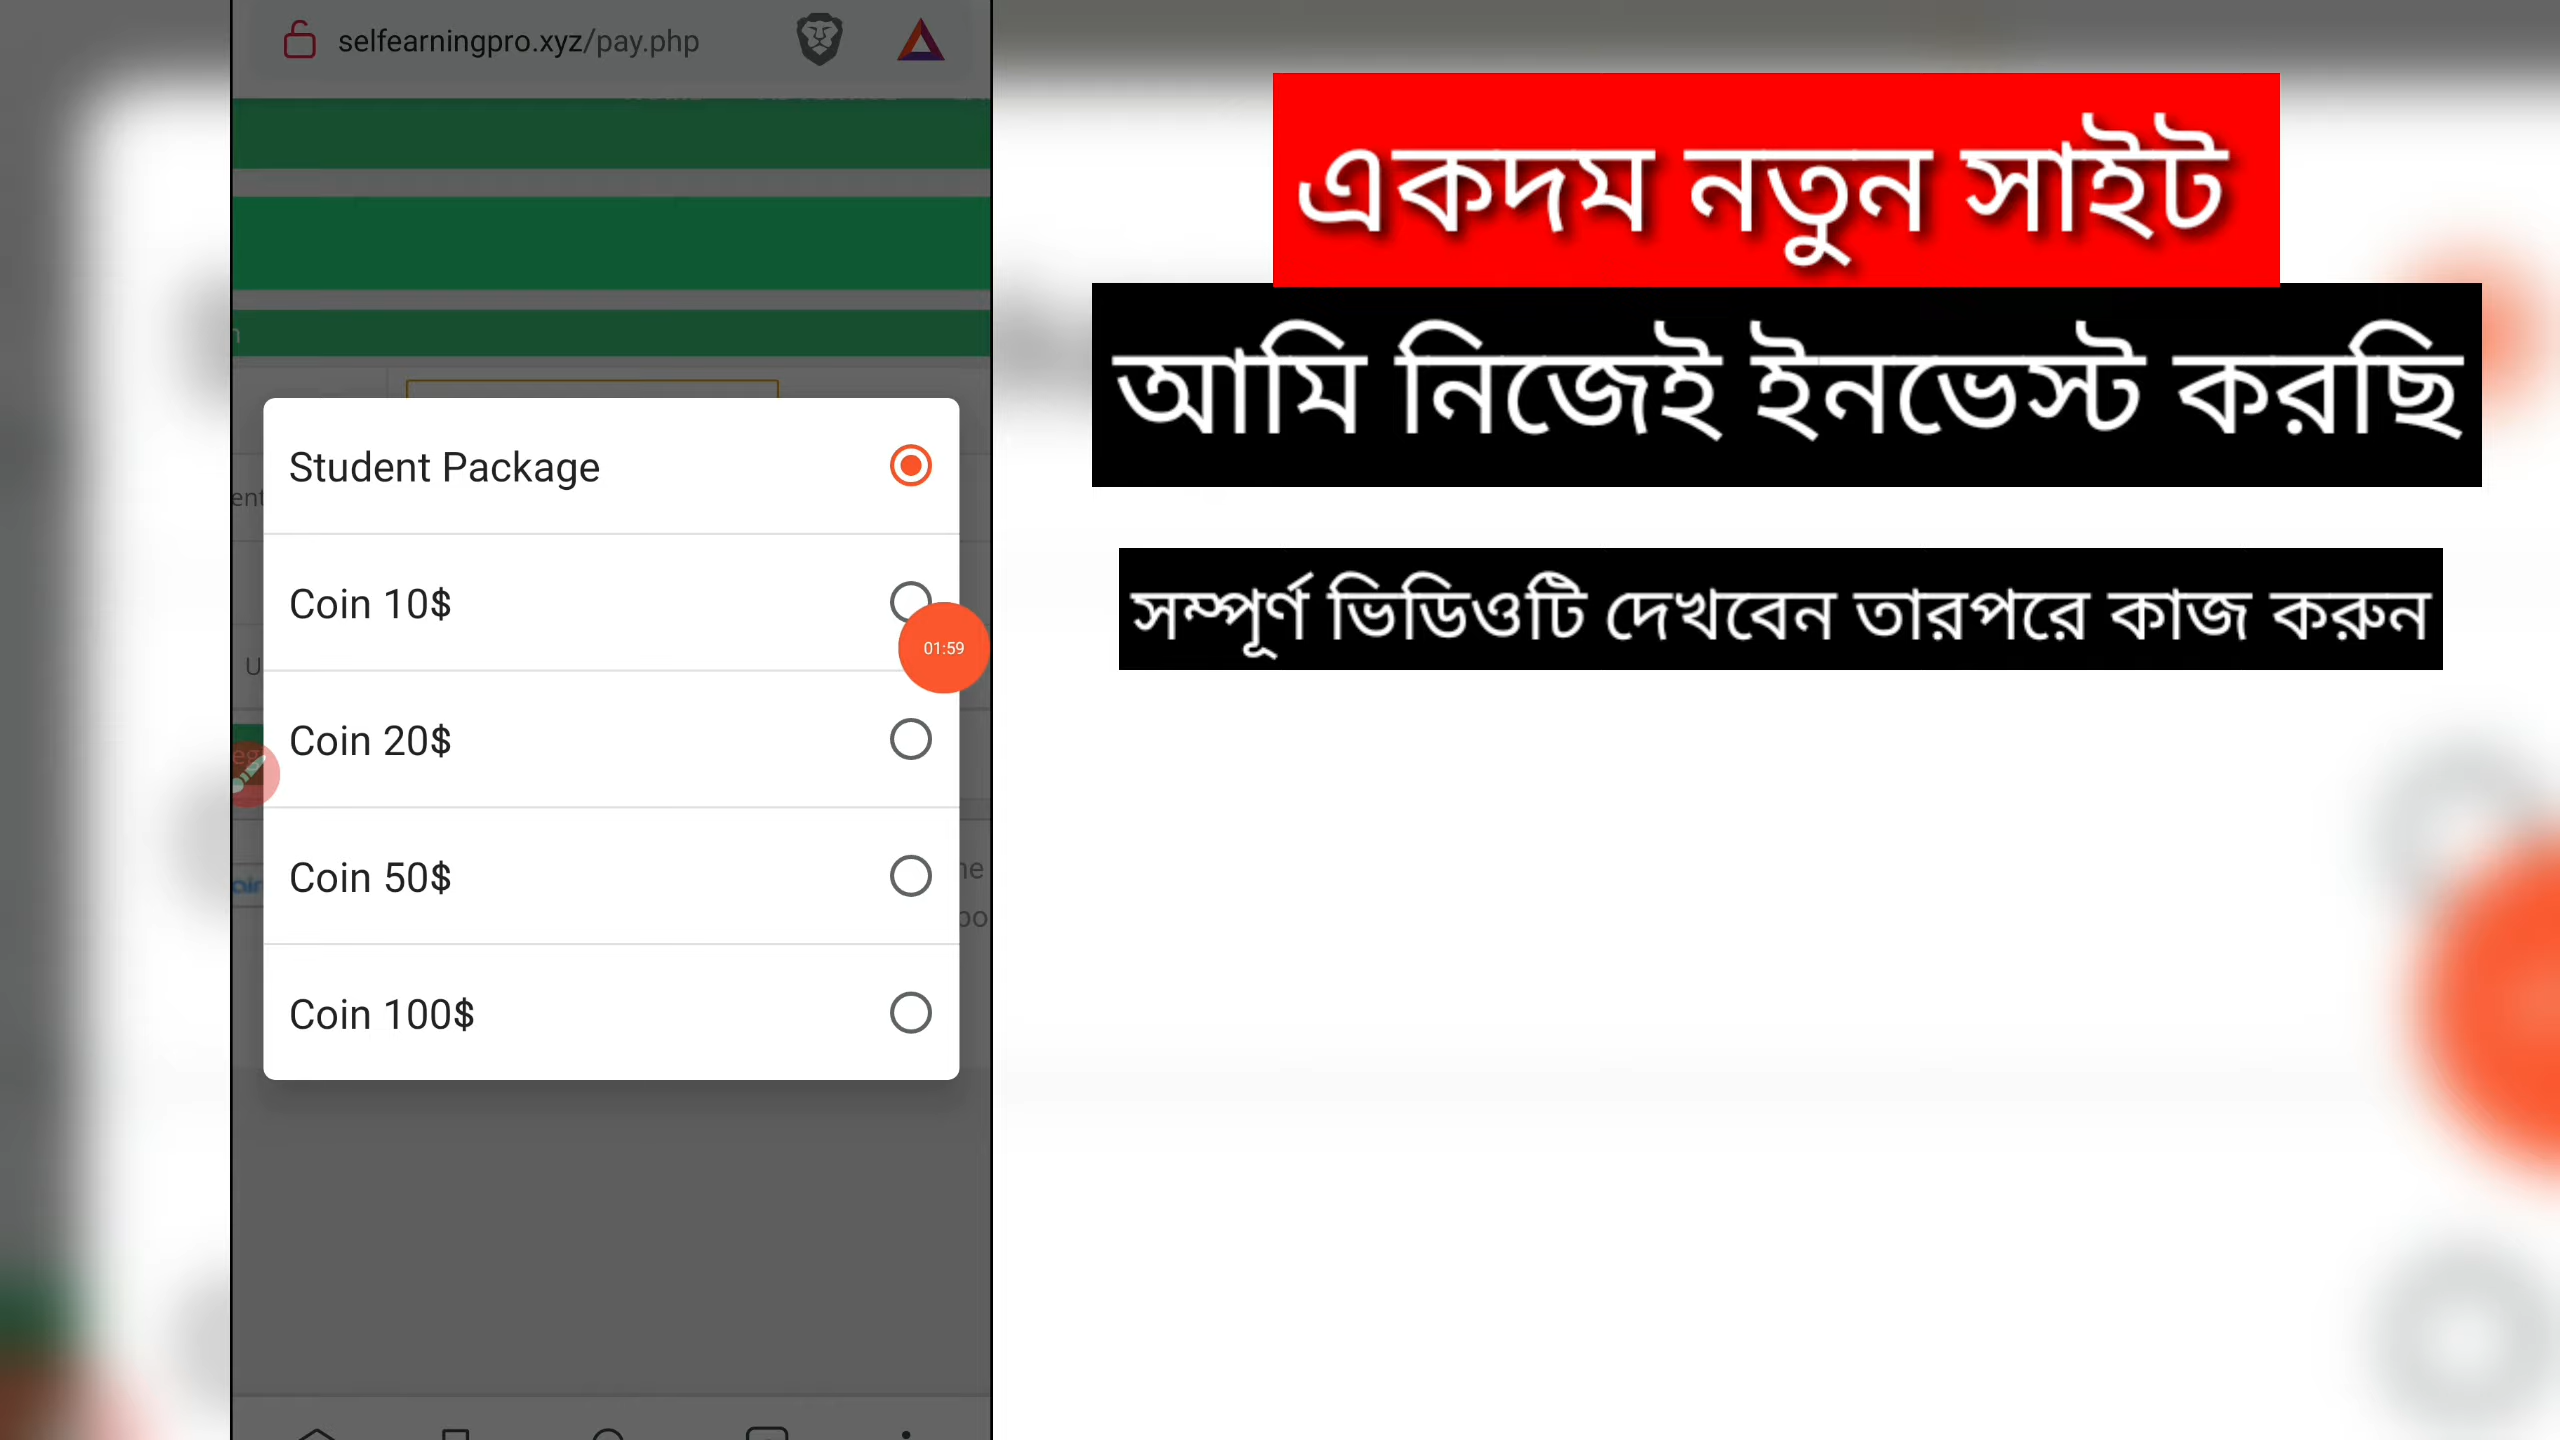 selfearningpro.xyz/pay.php
Student Package
Coin 10$
01:59
Coin 20$
Coin 50$
Coin 100$
একদম নতুন সাইট
আমি নিজেই ইনভেস্ট করছি
সম্পূর্ণ ভিডিওটি দেখবেন তারপরে কাজ করুন